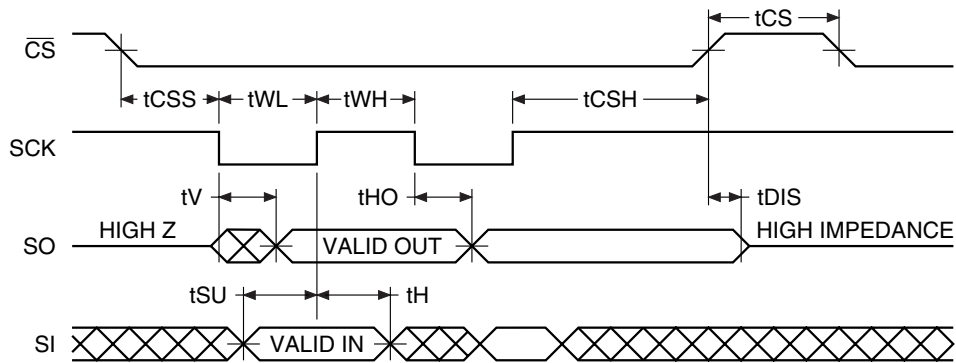 tCS
CS
tCSS tWL tWH tCSH
SCK
tV tHO tDIS
HIGH Z HIGH IMPEDANCE
SO VALID OUT
tSU tH
SI VALID IN